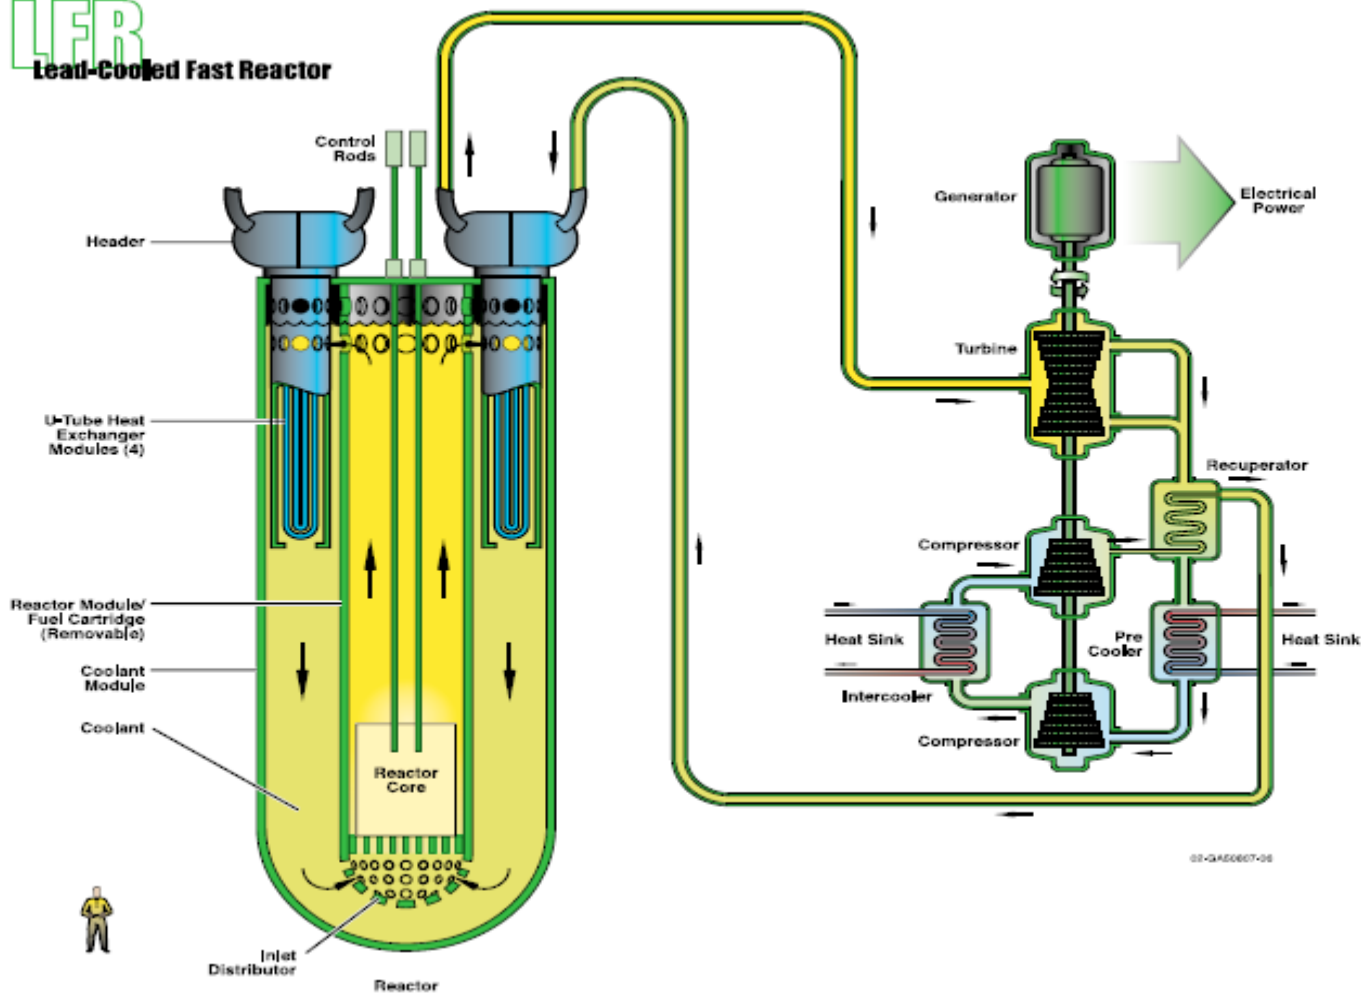 LFR
Lead-Cooled Fast Reactor
Control
Rods
Header
Generator
Electrical
Power
Turbine
U-Tube Heat
Exchanger
Modules (4)
Recuperator
Compressor
Reactor Module/
Fuel Cartridge
(Removable)
Heat Sink
Pre
Cooler
Heat Sink
Coolant
Module
Intercooler
Coolant
Compressor
Reactor
Core
Inlet
Distributor
Reactor